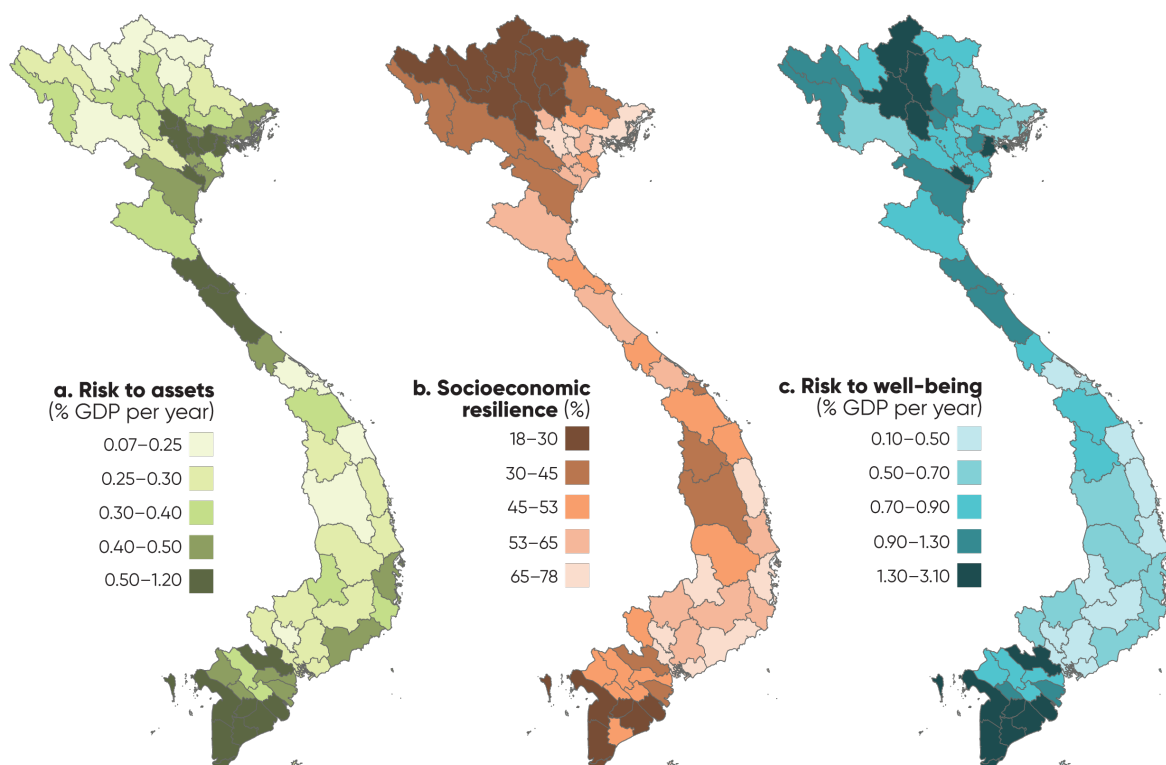 a. Risk to assets
(% GDP per year)
0.07–0.25
0.25–0.30
0.30–0.40
0.40–0.50
0.50–1.20
b. Socioeconomic
resilience (%)
18–30
30–45
45–53
53–65
65–78
c. Risk to well-being
(% GDP per year)
0.10–0.50
0.50–0.70
0.70–0.90
0.90–1.30
1.30–3.10